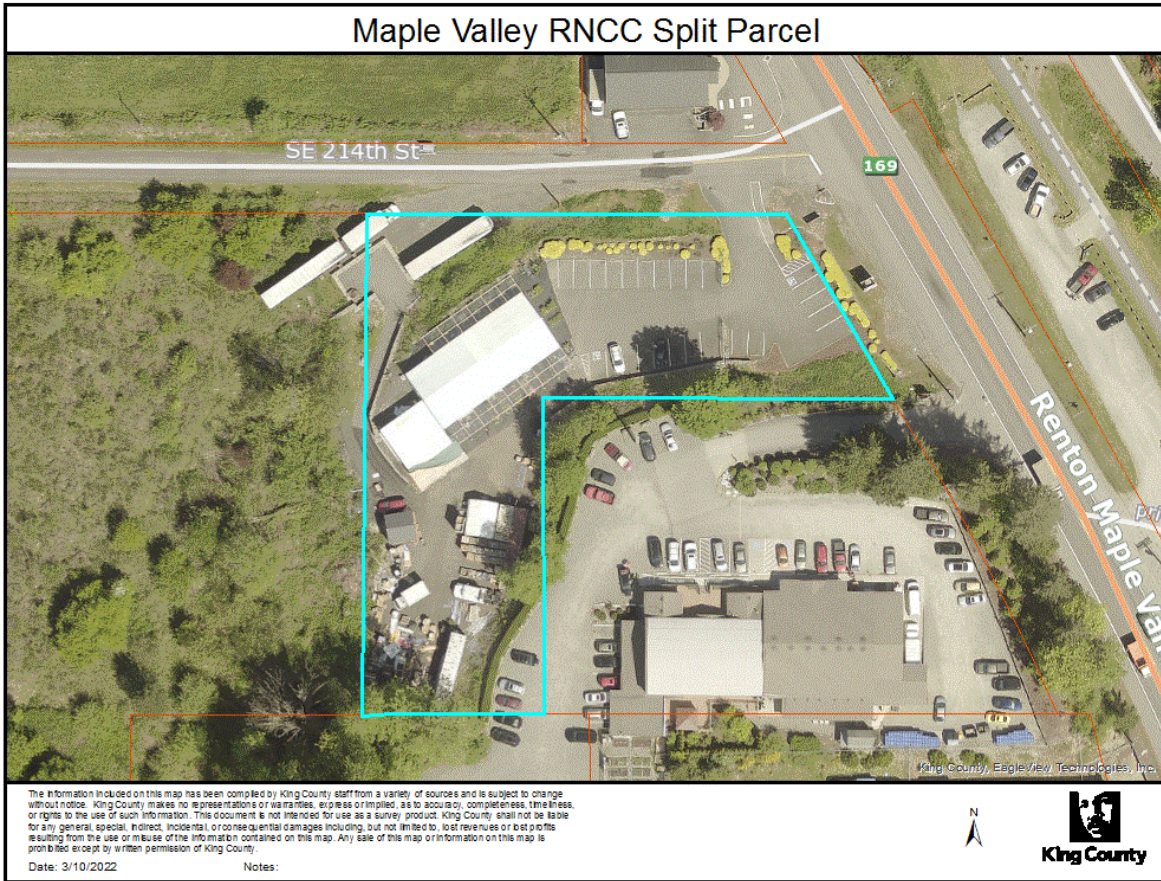 Maple Valley RNCC Split Parcel
SE 214th St
169
Renton-Maple Val
pri
King County, EagleView Technologies, Inc.
The information included on this map has been compiled by King County staff from a variety of sources and is subject to change
without notice. King County makes no representations or warranties, express or implied, as to accuracy, completeness, timeliness,
or rights to the use of such information. This document is not intended for use as a survey product. King County shall not be liable
for any general, special, indirect, incidental, or consequential damages including, but not limited to, lost revenues or lost profits
resulting from the use or misuse of the information contained on this map. Any sale of this map or information on this map is
prohibited except by written permission of King County.
Date: 3/10/2022
Notes:
N
King County